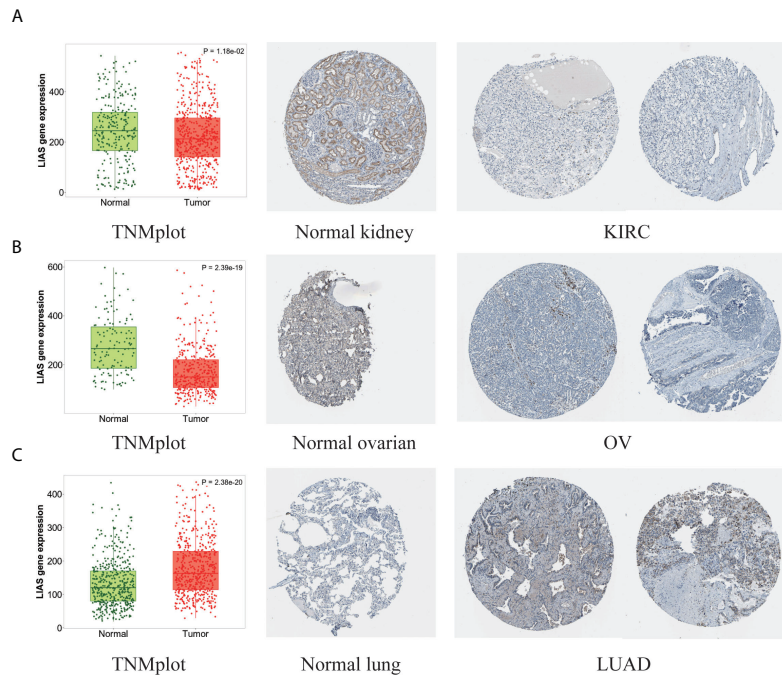 A
P = 1.18e-02
LIAS gene expression
400
200
0
Normal
Tumor
TNMplot
Normal kidney
KIRC
B
600
P = 2.39e-19
LIAS gene expression
400
200
Normal
Tumor
TNMplot
Normal ovarian
OV
C
P = 2.38e-20
LIAS gene expression
400
300
200
100
0
Normal
Tumor
TNMplot
Normal lung
LUAD